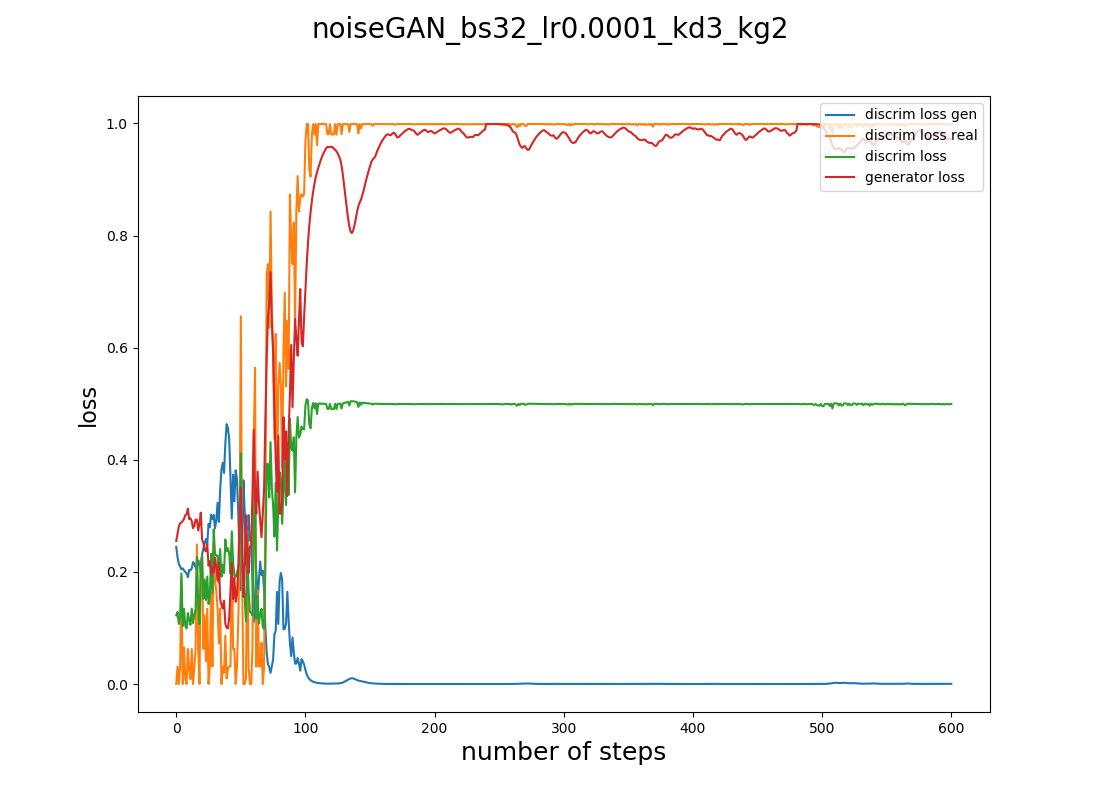 noiseGAN_bs32_lr0.0001_kd3_kg2
discrim loss gen
discrim loss real
discrim loss
generator loss
loss
1.0
0.8
0.6
0.4
0.2
0.0
0 100 200 300 400 500 600
number of steps